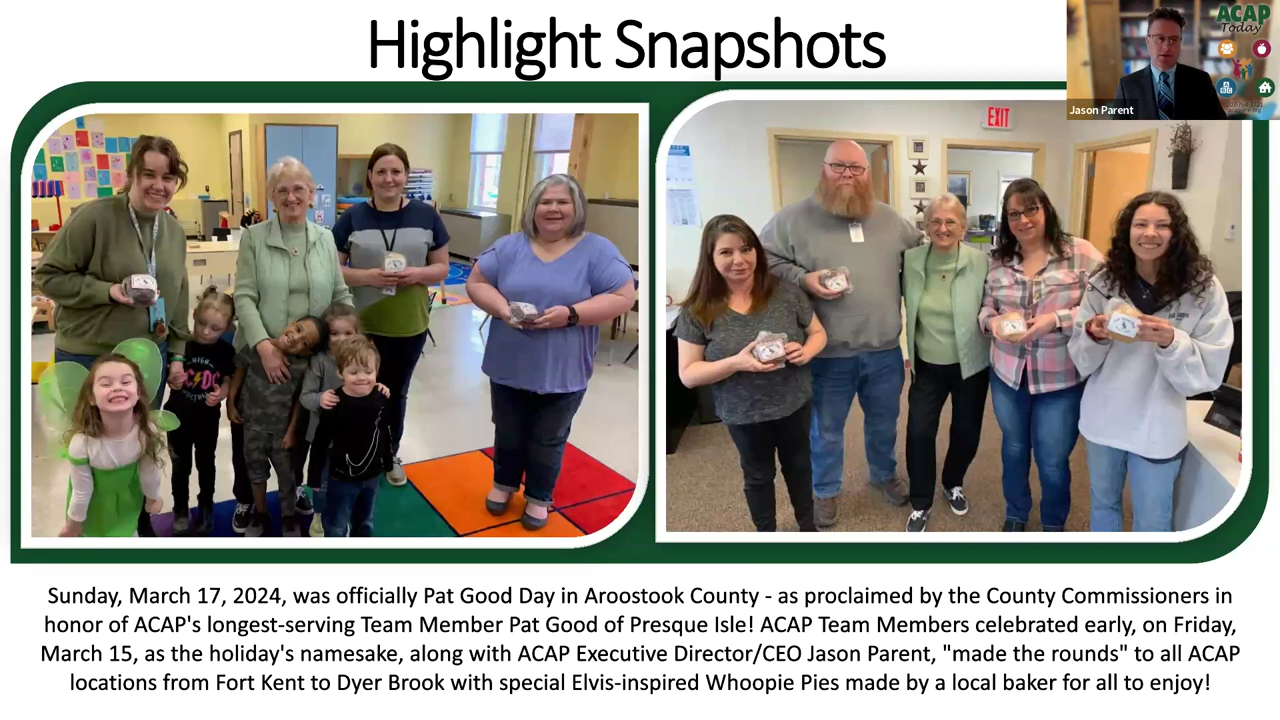 Highlight Snapshots
ACAP
Today
Jason Parent
EXIT
Sunday, March 17, 2024, was officially Pat Good Day in Aroostook County - as proclaimed by the County Commissioners in
honor of ACAP's longest-serving Team Member Pat Good of Presque Isle! ACAP Team Members celebrated early, on Friday,
March 15, as the holiday's namesake, along with ACAP Executive Director/CEO Jason Parent, "made the rounds" to all ACAP
locations from Fort Kent to Dyer Brook with special Elvis-inspired Whoopie Pies made by a local baker for all to enjoy!